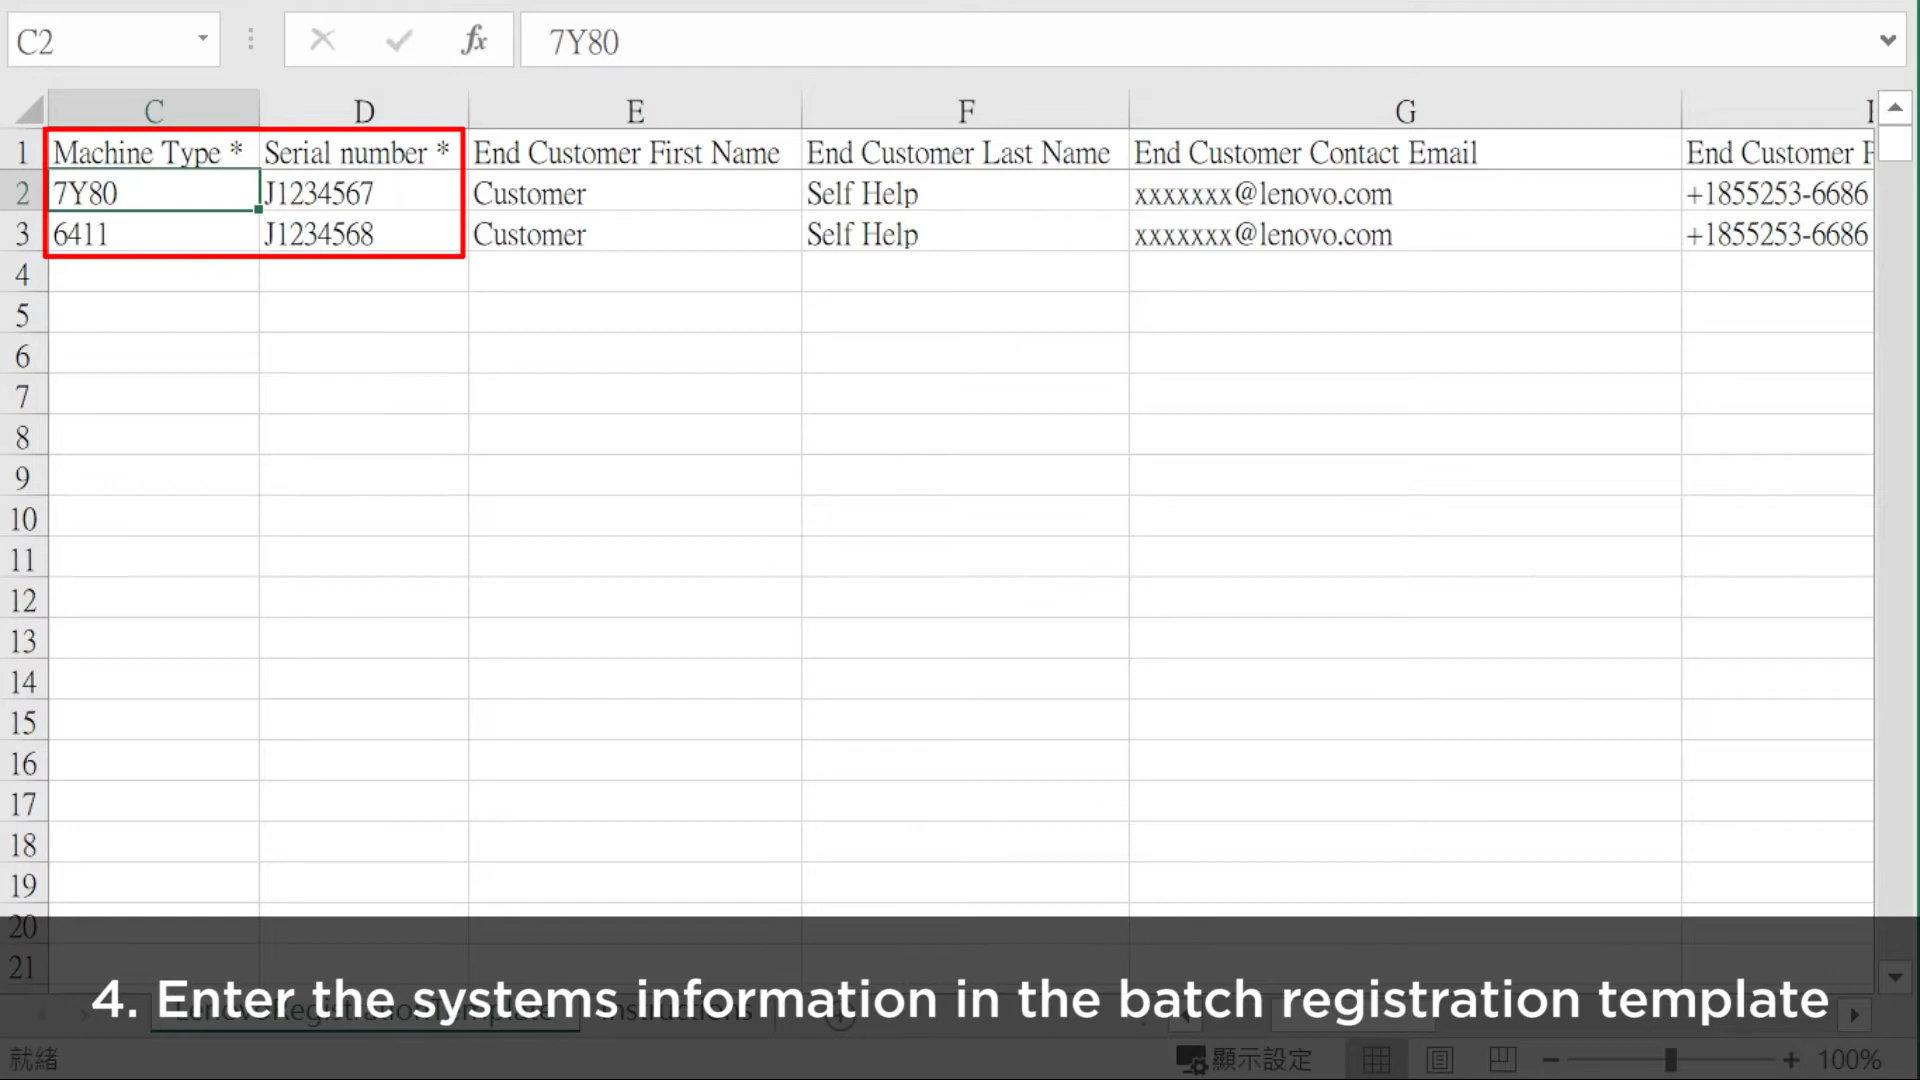 C2 fx 7Y80
C D E F G
1 Machine Type * Serial number * End Customer First Name End Customer Last Name End Customer Contact Email End Customer
2 7Y80 J1234567 Customer Self Help xxxxxxx@lenovo.com +1855253-6686
3 6411 J1234568 Customer Self Help xxxxxxx@lenovo.com +1855253-6686
4
5
6
7
8
9
10
11
12
13
14
15
16
17
18
19
20
21
4. Enter the systems information in the batch registration template
LenovoRegistrationTemplate Instructions
就緒 顯示設定 100%